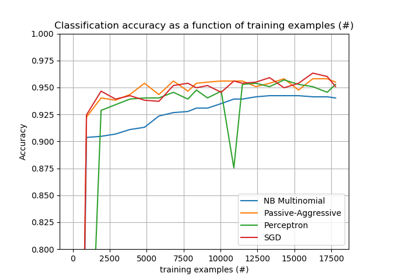 Classification accuracy as a function of training examples (#)
1.000
0.975
0.950
0.925
0.900
0.875
0.850
0.825
0.800
Accuracy
NB Multinomial
Passive-Aggressive
Perceptron
SGD
0 2500 5000 7500 10000 12500 15000 17500
training examples (#)